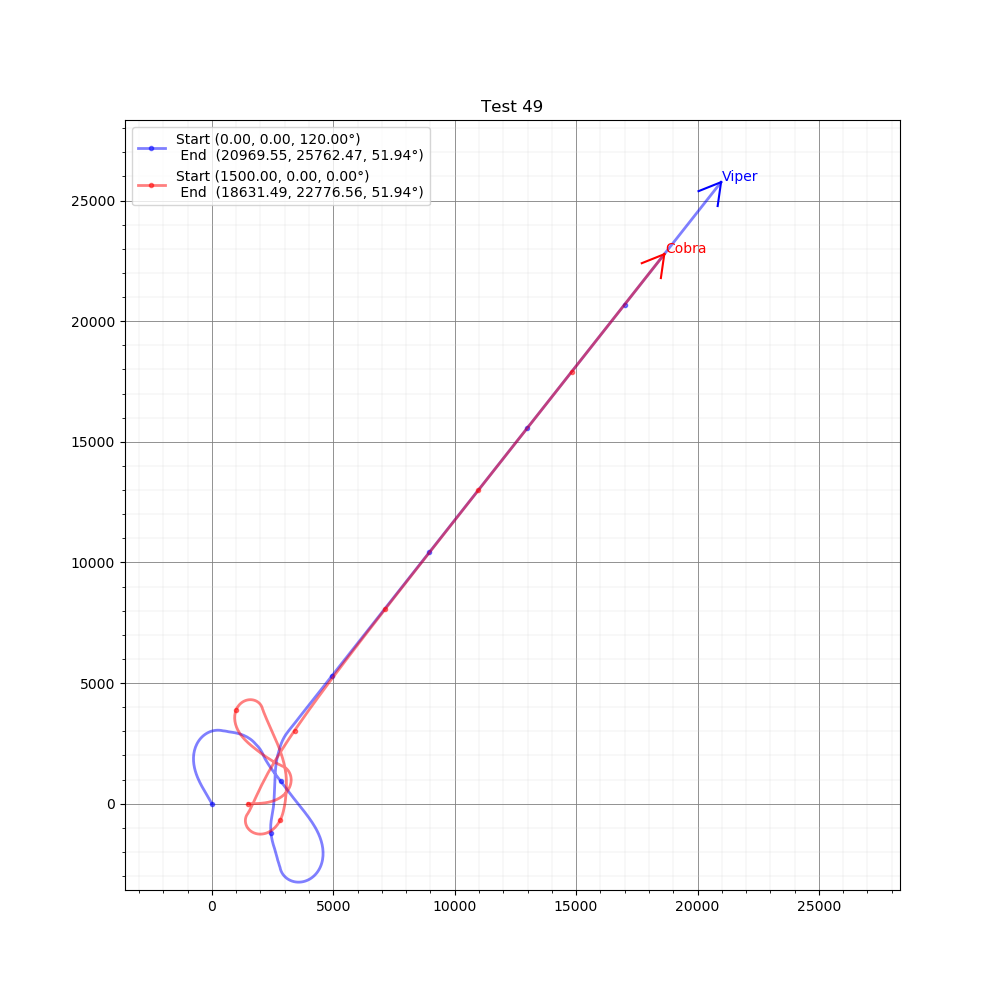 Test 49
Start (0.00, 0.00, 120.00°)
End (20969.55, 25762.47, 51.94°)
Start (1500.00, 0.00, 0.00°)
End (18631.49, 22776.56, 51.94°)
Viper
Cobra
25000
20000
15000
10000
5000
0
0 5000 10000 15000 20000 25000